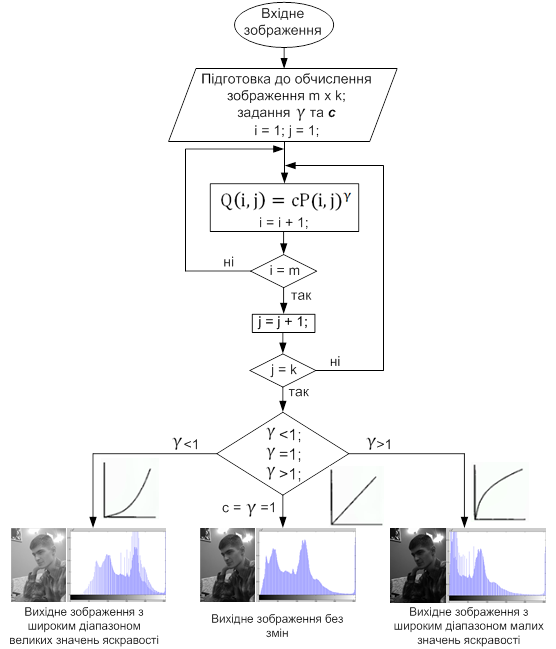 Вхідне
зображення
Підготовка до обчислення
зображення m x k;
задання γ та c
i = 1; j = 1;
Q(i, j) = cP(i, j)^γ
i = i + 1;
ні
i = m
так
j = j + 1;
ні
j = k
так
γ <1
γ <1;
γ =1;
γ >1;
γ>1
c = γ =1
Вихідне зображення з
широким діапазоном
великих значень яскравості
Вихідне зображення без
змін
Вихідне зображення з
широким діапазоном малих
значень яскравості